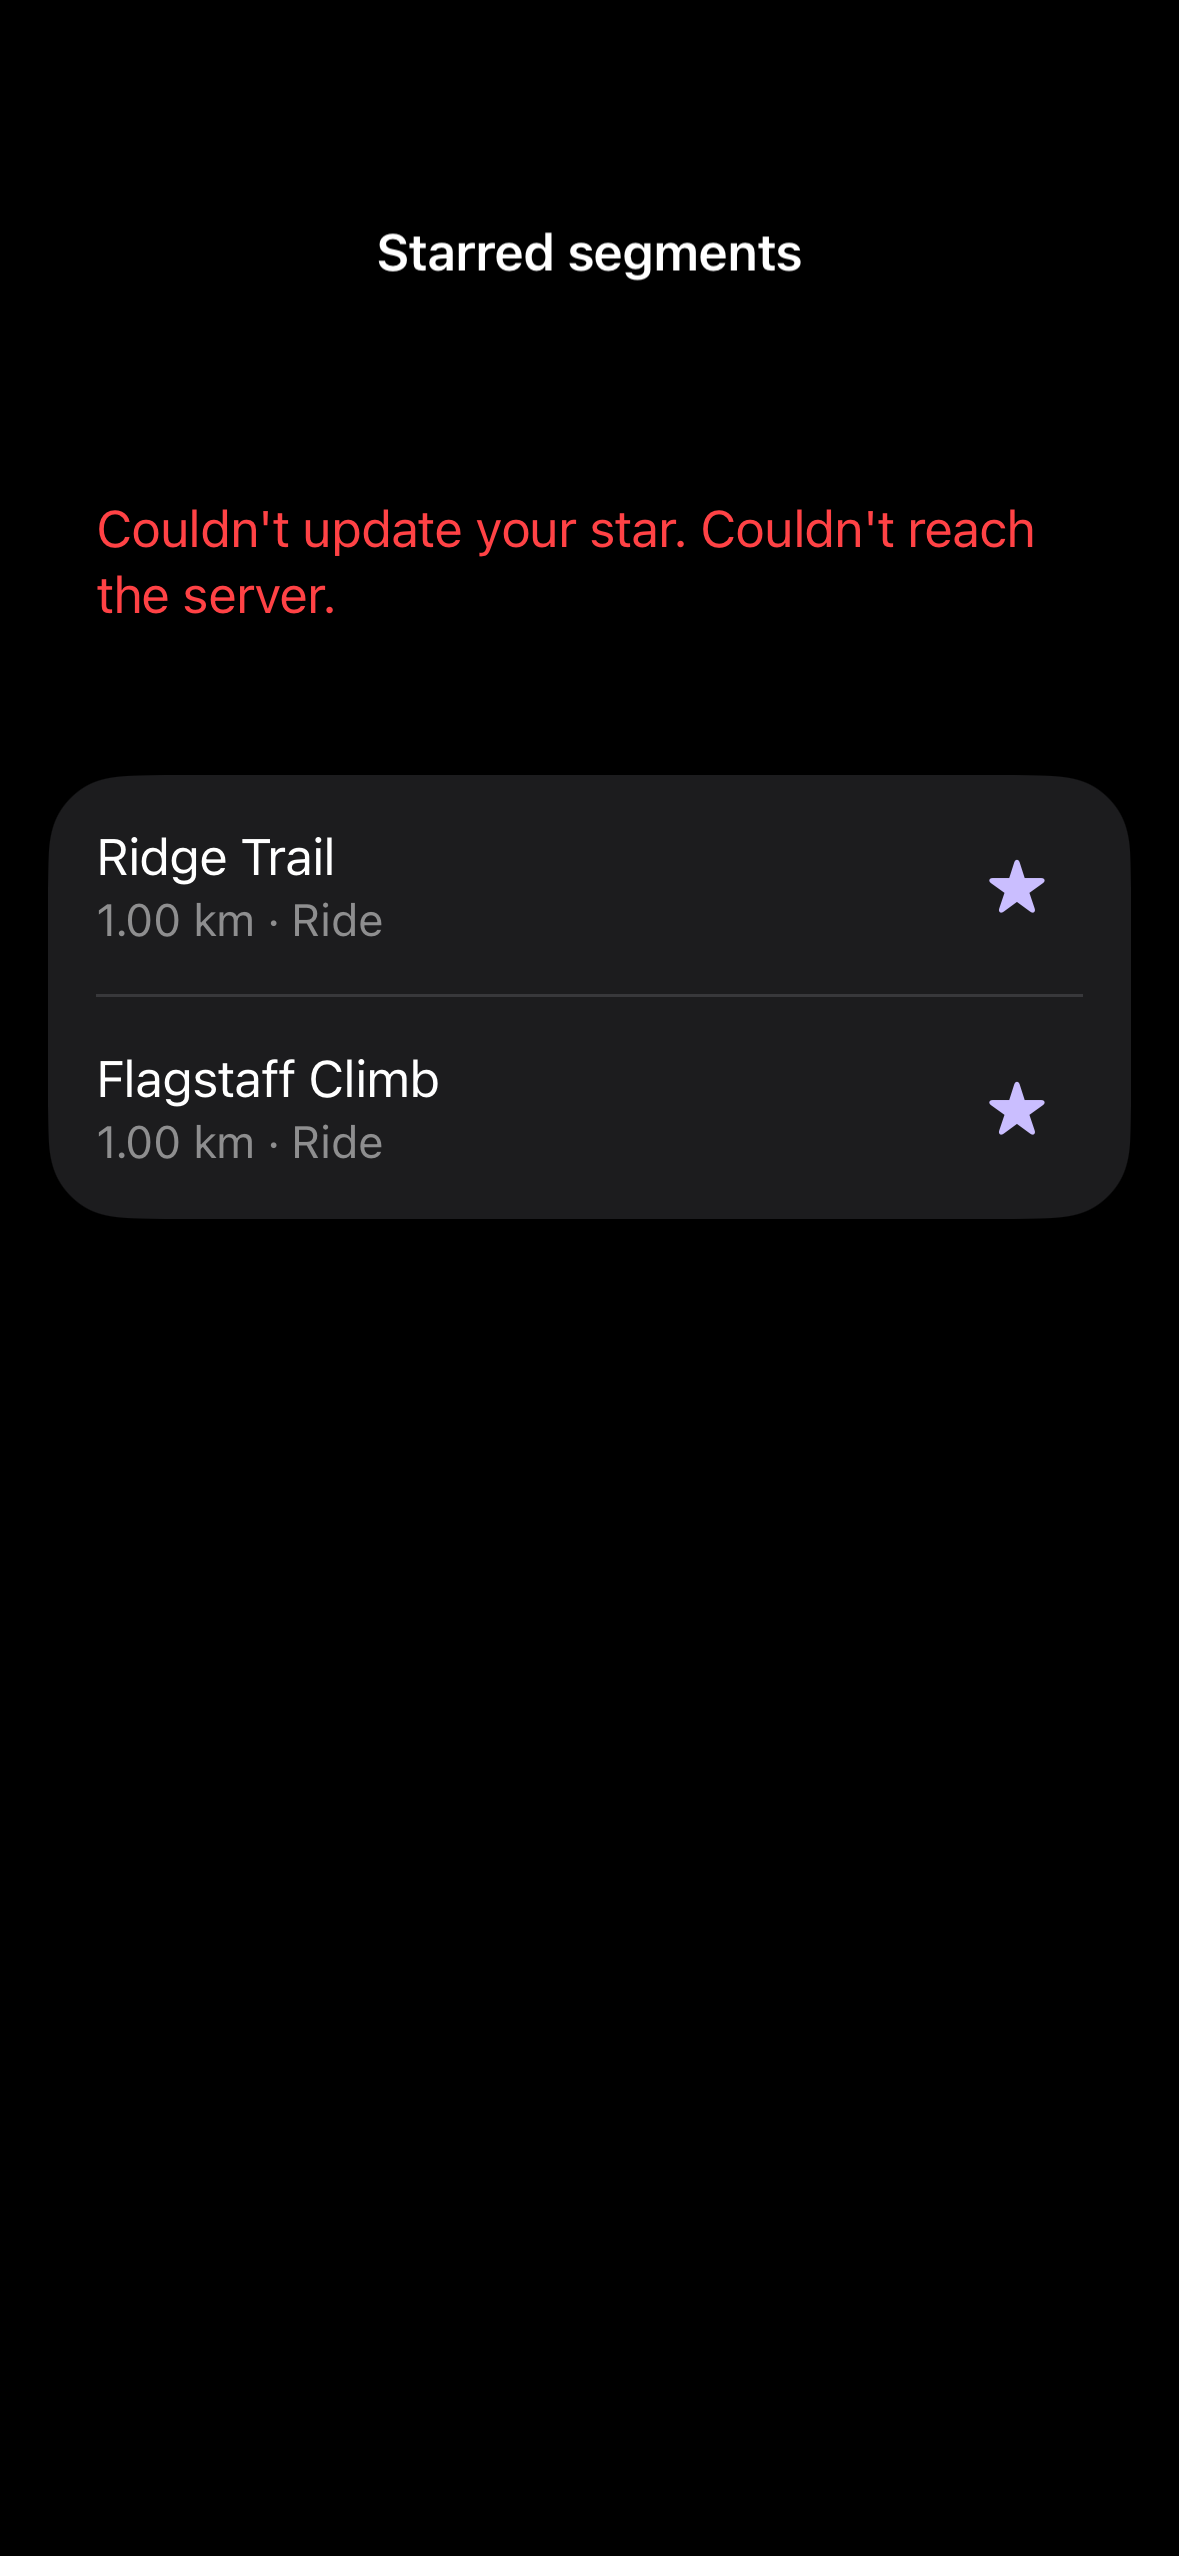 Starred segments
Couldn't update your star. Couldn't reach
the server.
Ridge Trail
1.00 km · Ride
Flagstaff Climb
1.00 km · Ride